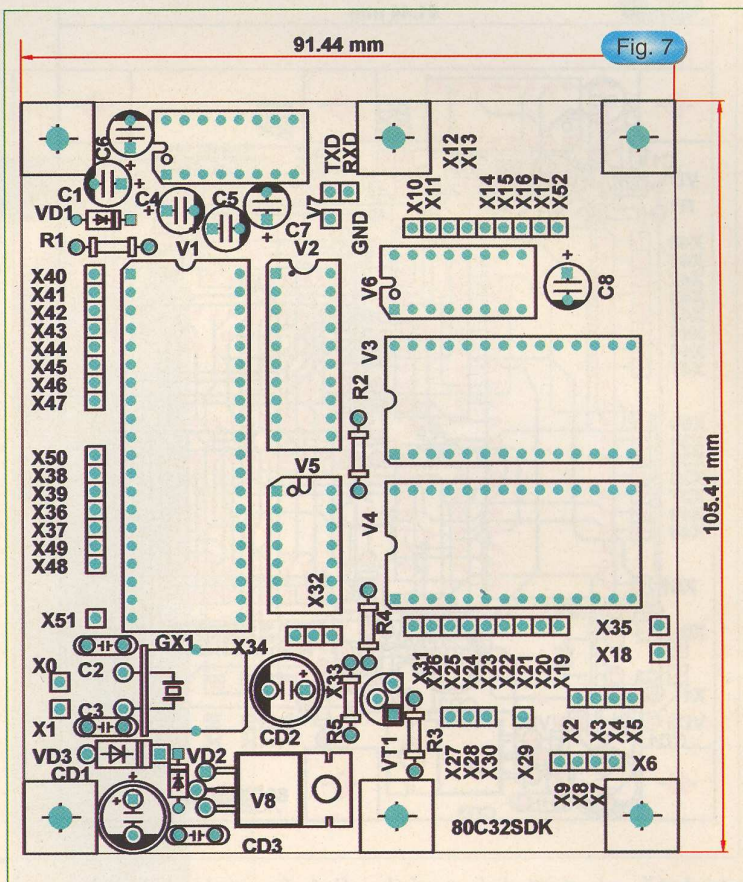 91.44 mm
Fig. 7
C6
TXD
RXD
X12
X13
C1
X10
X11
X14
X15
X16
X17
X52
VD1
C4
C5
V7
C7
GND
R1
V1
V2
V6
C8
X40
X41
X42
X43
X44
X45
X46
X47
V3
R2
105.41 mm
X50
X38
X39
X36
X37
X49
X48
V5
V4
X32
X51
GX1
X34
R4
X35
X18
X0
C2
X33
X31
X26
X25
X24
X23
X22
X21
X20
X19
X1
C3
CD2
R5
VT1
R3
X2
X3
X4
X5
VD3
VD2
X27
X28
X30
X29
X6
CD1
V8
X9
X8
X7
CD3
80C32SDK